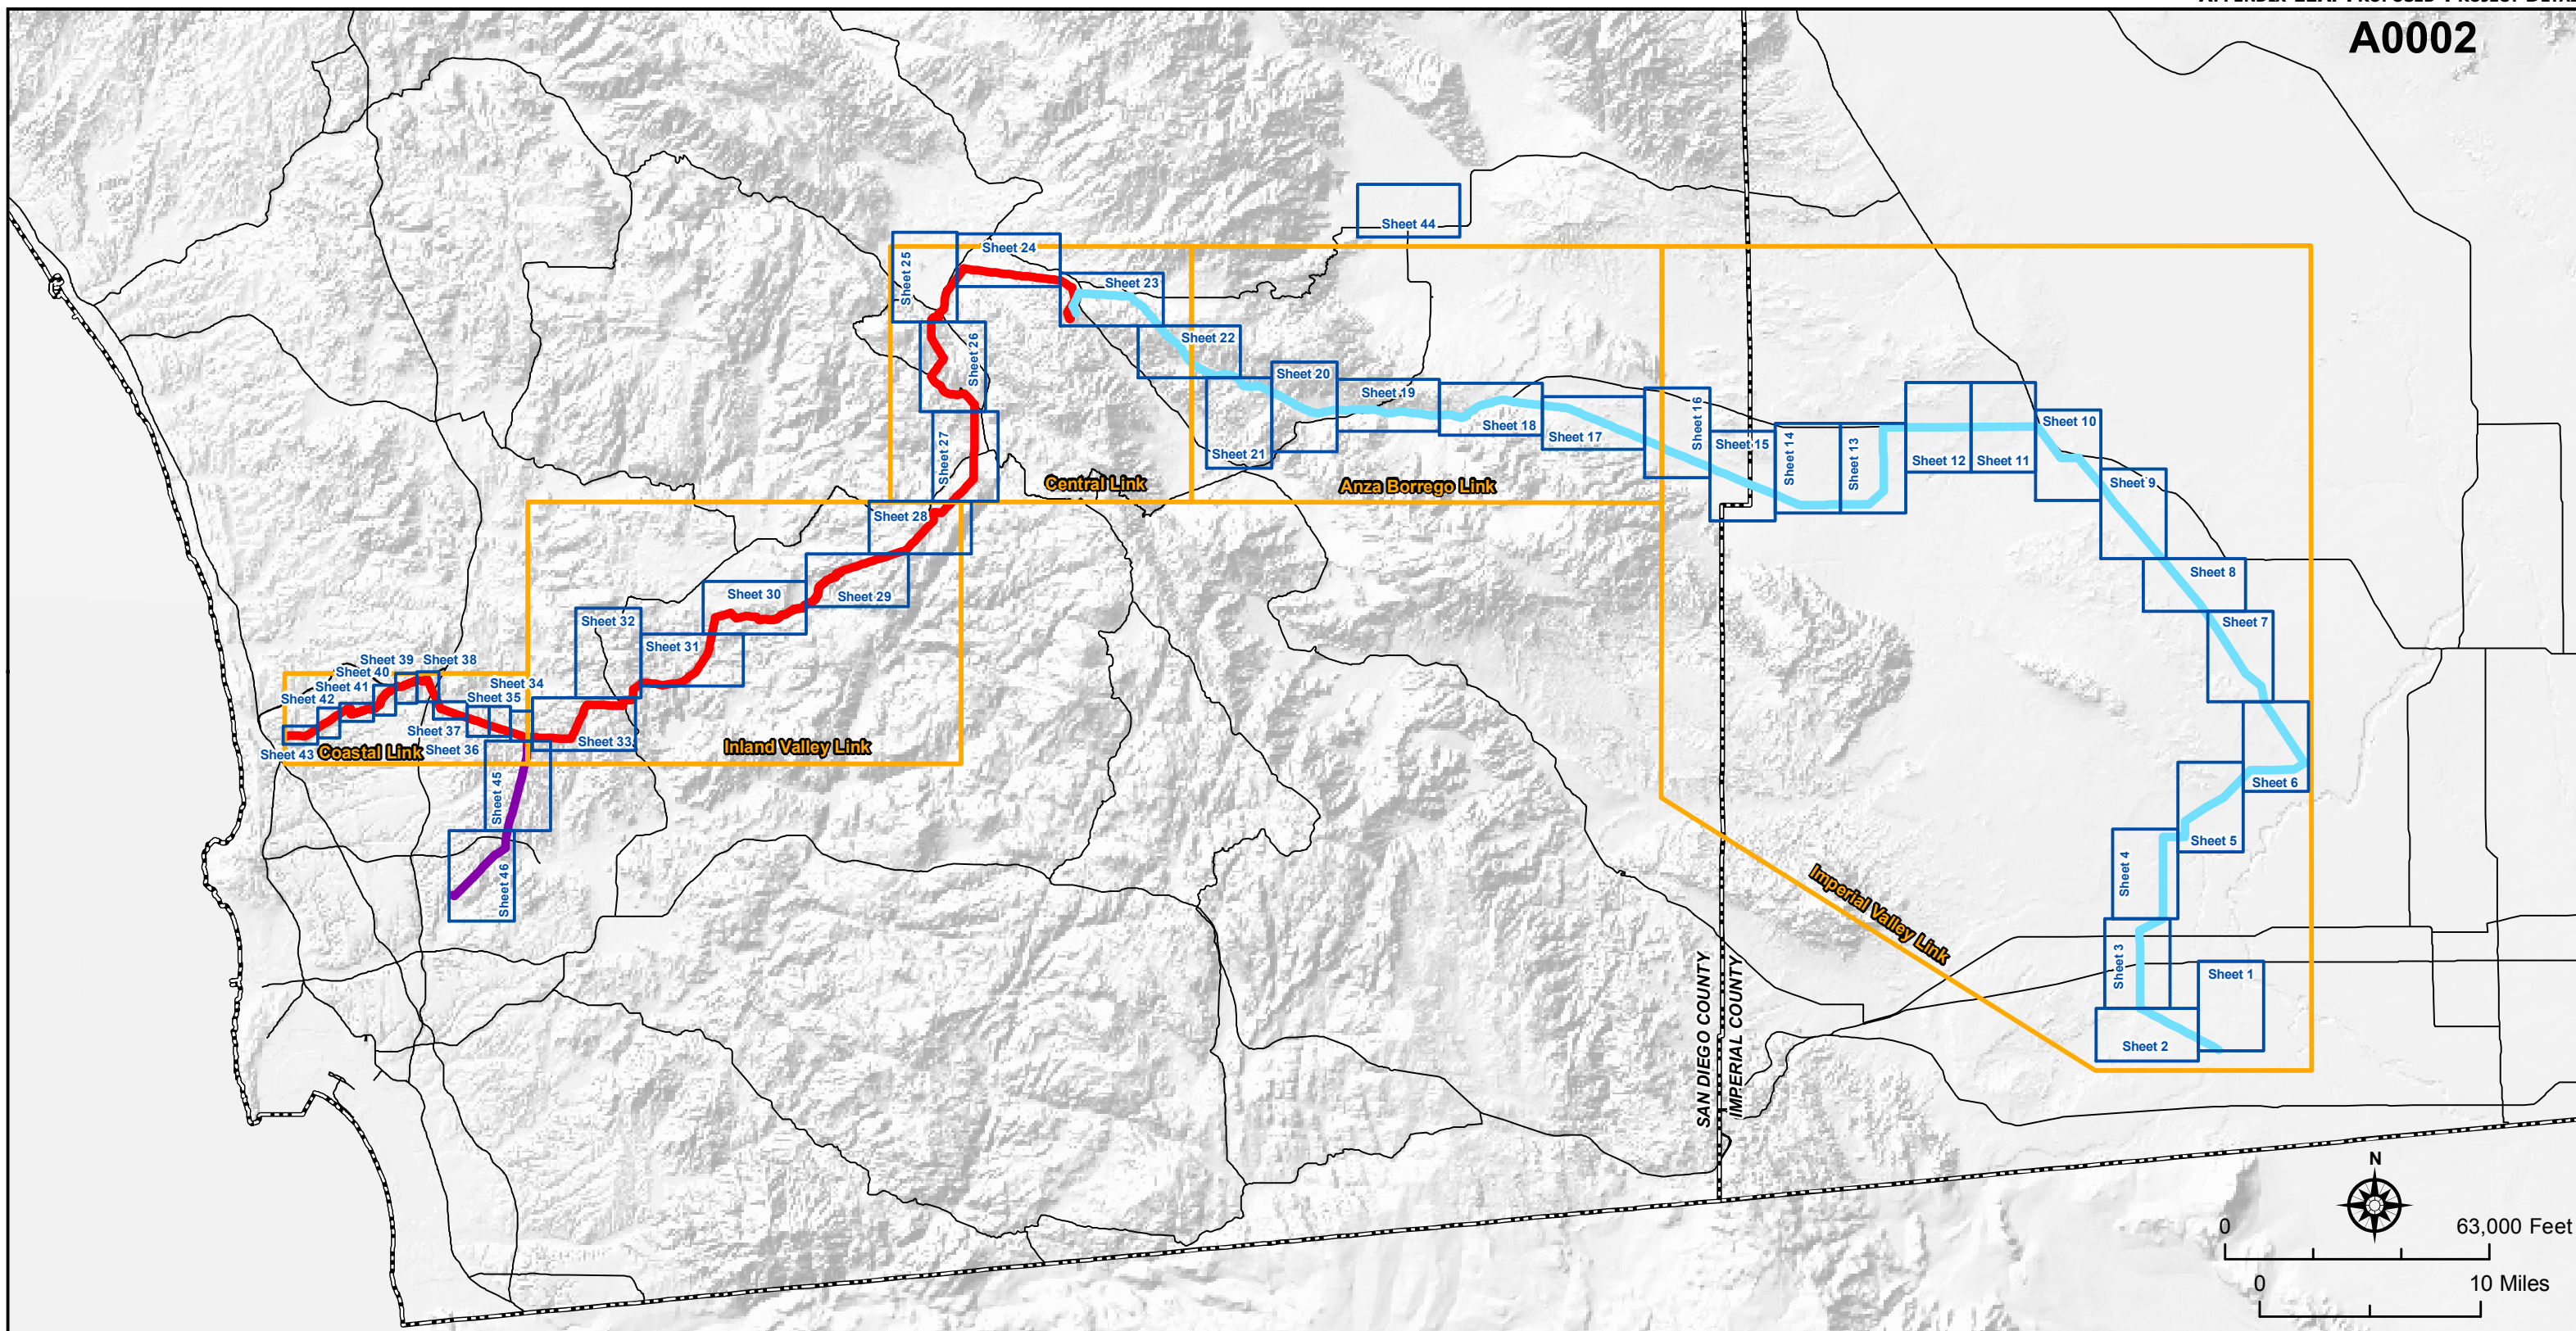 A0002
Sheet 44
Sheet 24
Sheet 25
Sheet 23
Sheet 22
Sheet 26
Sheet 20
Sheet 19
Sheet 18
Sheet 17
Sheet 16
Sheet 15
Sheet 14
Sheet 13
Sheet 12
Sheet 11
Sheet 10
Sheet 9
Sheet 21
Sheet 27
Central Link
Anza Borrego Link
Sheet 28
Sheet 8
Sheet 29
Sheet 30
Sheet 32
Sheet 31
Sheet 7
Sheet 39
Sheet 38
Sheet 40
Sheet 41
Sheet 42
Sheet 34
Sheet 35
Sheet 37
Sheet 36
Sheet 33
Sheet 43
Coastal Link
Inland Valley Link
Sheet 45
Sheet 46
Sheet 6
Sheet 5
Sheet 4
Imperial Valley Link
Sheet 3
Sheet 1
Sheet 2
SAN DIEGO COUNTY
IMPERIAL COUNTY
N
0 63,000 Feet
0 10 Miles